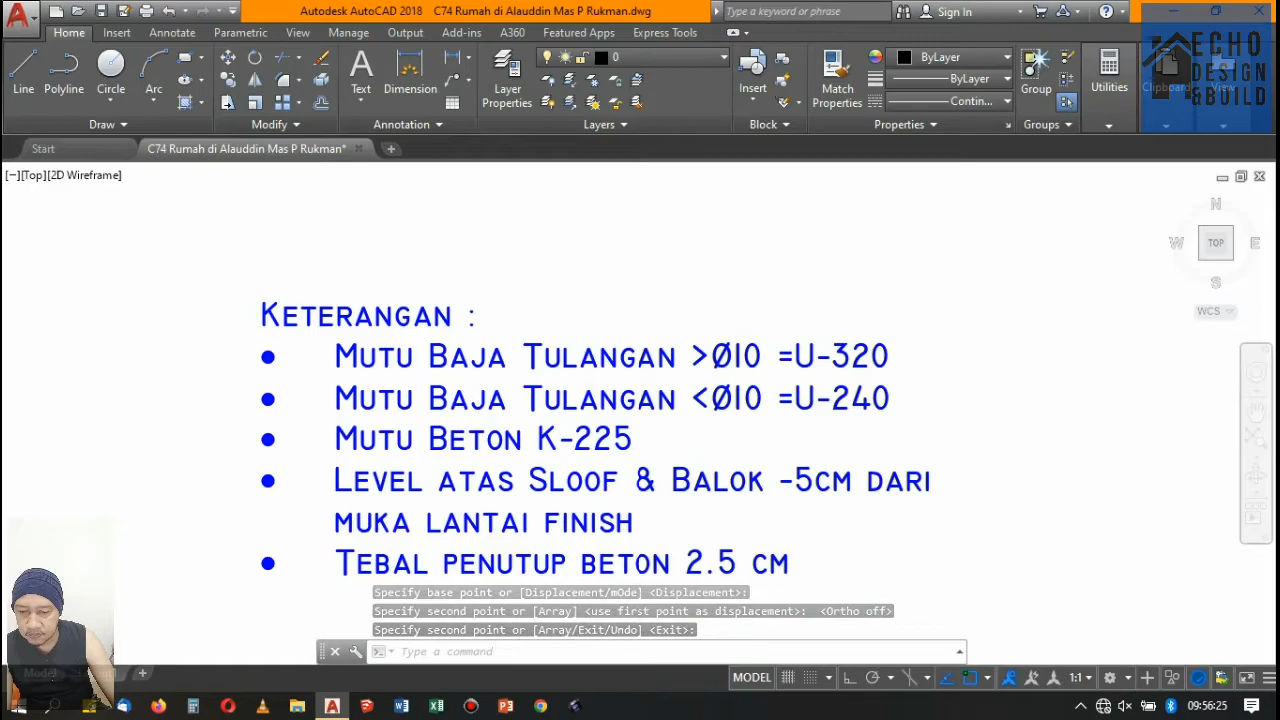 Autodesk AutoCAD 2018 C74 Rumah di Alauddin Mas P Rukman.dwg
Type a keyword or phrase
Sign In
Home Insert Annotate Parametric View Manage Output Add-ins A360 Featured Apps Express Tools
Line Polyline Circle Arc
Text Dimension
Layer Properties
0
Insert
Match Properties
ByLayer
ByLayer
Contin...
Group
Utilities
Clipboard
View
Draw Modify Annotation Layers Block Properties Groups
ECHO
DESIGN
&BUILD
Start
C74 Rumah di Alauddin Mas P Rukman*
[−][Top][2D Wireframe]
N
W TOP E
S
WCS
KETERANGAN :
• MUTU BAJA TULANGAN >Ø10 =U-320
• MUTU BAJA TULANGAN <Ø10 =U-240
• MUTU BETON K-225
• LEVEL ATAS SLOOF & BALOK -5CM DARI
MUKA LANTAI FINISH
• TEBAL PENUTUP BETON 2.5 CM
Specify base point or [Displacement/mOde] <Displacement>:
Specify second point or [Array] <use first point as displacement>: <Ortho off>
Specify second point or [Array/Exit/Undo] <Exit>:
Type a command
Model
MODEL
1:1
09:56:25